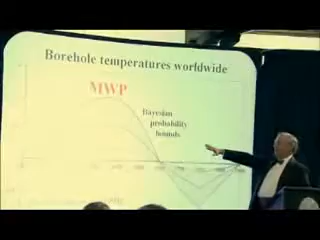 Borehole temperatures worldwide
MWP
Bayesian
probability
bounds